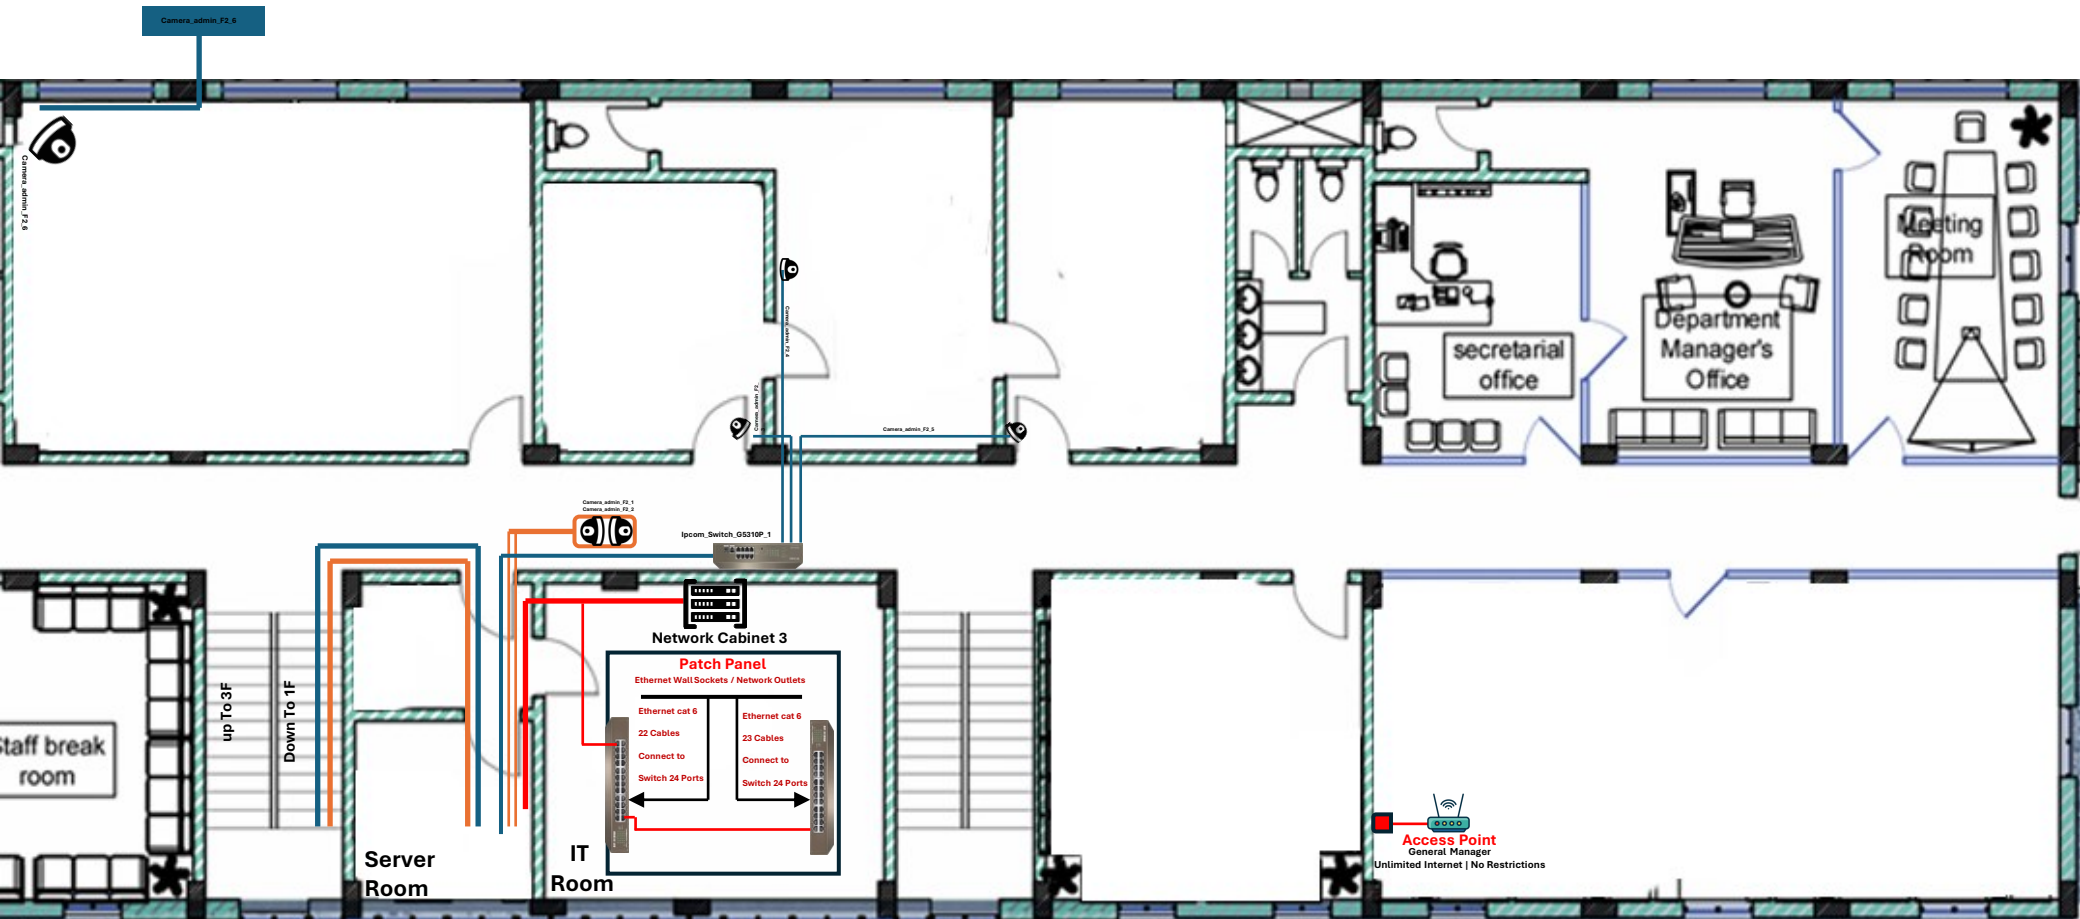 Camera_admin_F2_6
Camera_admin_F2_6
Camera_admin_F2_4
Camera_admin_F2_
Camera_admin_F2_5
Meeting
Room
Department
Manager's
Office
secretarial
office
Camera_admin_F2_1
Camera_admin_F2_2
Ipcom_Switch_G5310P_1
Network Cabinet 3
Patch Panel
Ethernet Wall Sockets / Network Outlets
Ethernet cat 6
22 Cables
Connect to
Switch 24 Ports
Ethernet cat 6
23 Cables
Connect to
Switch 24 Ports
up To 3F
Down To 1F
Staff break
room
Server
Room
IT
Room
Access Point
General Manager
Unlimited Internet | No Restrictions